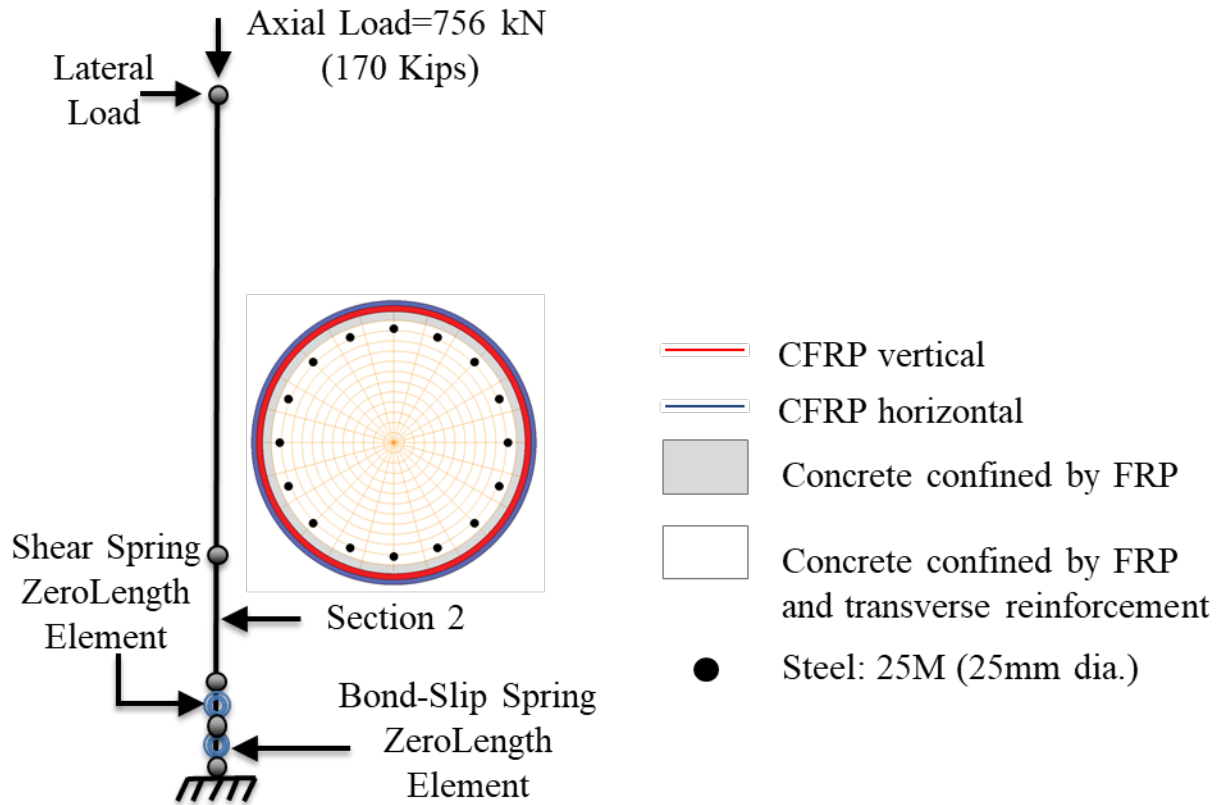 Axial Load=756 kN
(170 Kips)
Lateral
Load
Shear Spring
ZeroLength
Element
Section 2
Bond-Slip Spring
ZeroLength
Element
CFRP vertical
CFRP horizontal
Concrete confined by FRP
Concrete confined by FRP
and transverse reinforcement
Steel: 25M (25mm dia.)